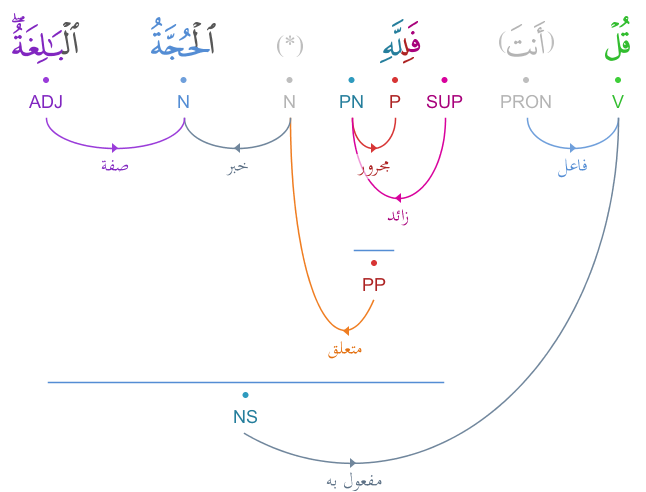 قُلْ (أَنتَ) فَلِلَّهِ (*) ٱلْحُجَّةُ ٱلْبَـٰلِغَةُ ۖ
V PRON SUP P PN N N ADJ
فاعل مجرور خبر صفة
زائد
PP
متعلق
NS
مفعول به